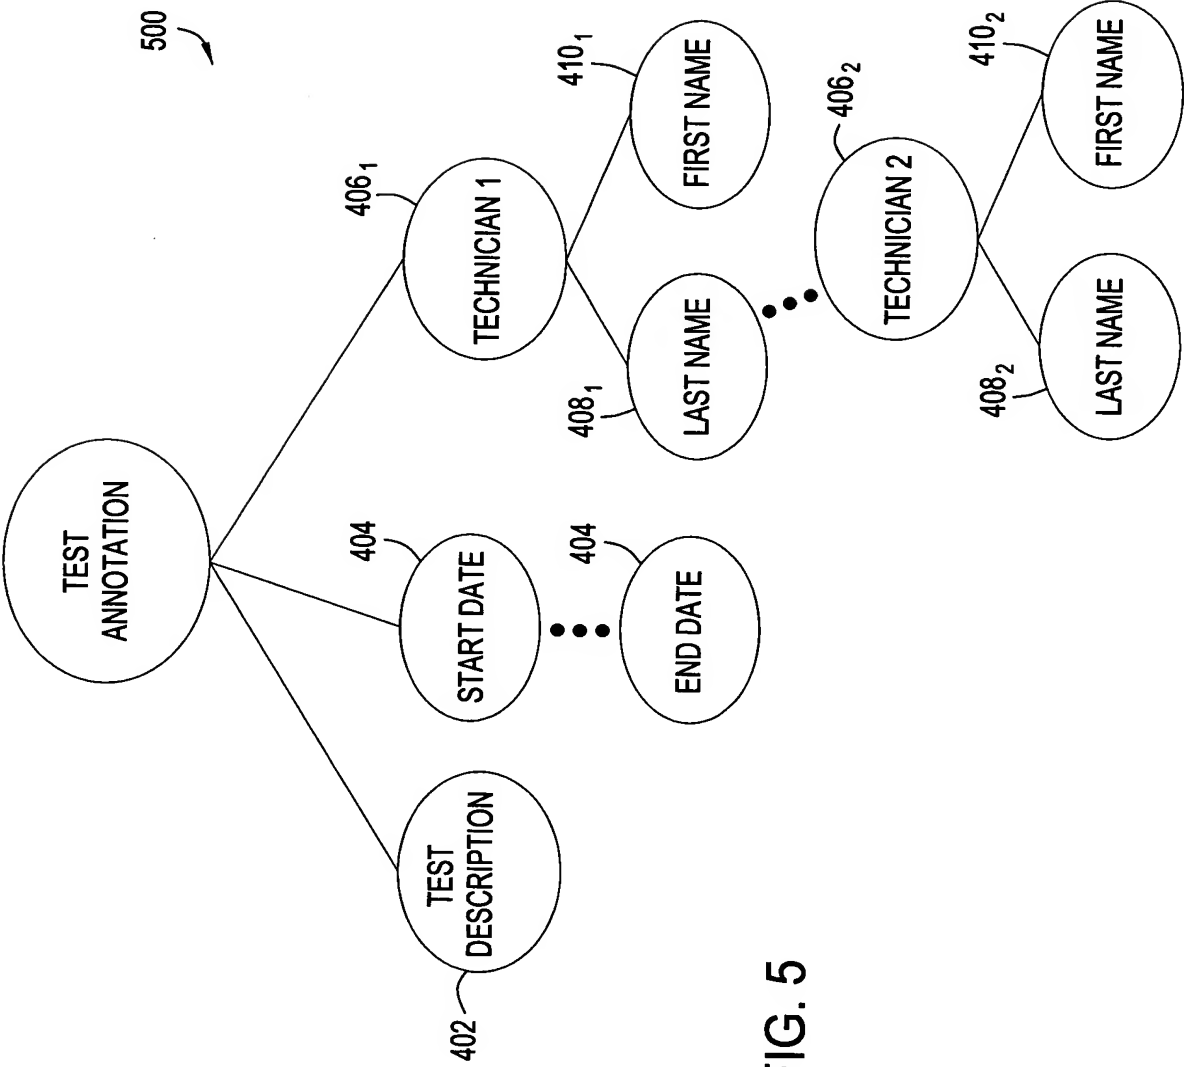 500
TEST
ANNOTATION
402
TEST
DESCRIPTION
404
START DATE
404
END DATE
406₁
TECHNICIAN 1
408₁
LAST NAME
410₁
FIRST NAME
406₂
TECHNICIAN 2
408₂
LAST NAME
410₂
FIRST NAME
FIG. 5